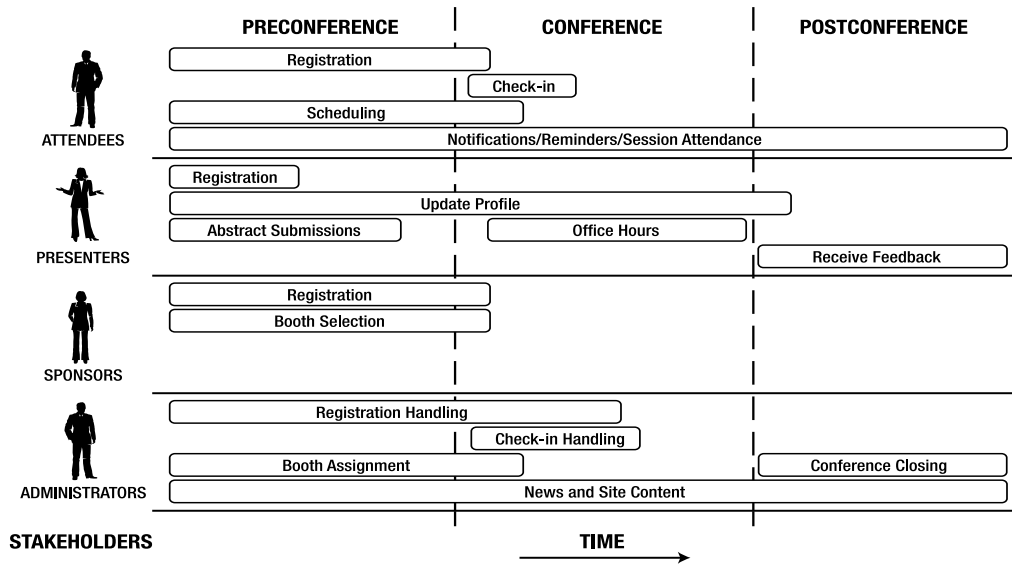 PRECONFERENCE CONFERENCE POSTCONFERENCE
Registration
Check-in
Scheduling
Notifications/Reminders/Session Attendance
ATTENDEES
Registration
Update Profile
Abstract Submissions Office Hours
Receive Feedback
PRESENTERS
Registration
Booth Selection
SPONSORS
Registration Handling
Check-in Handling
Booth Assignment Conference Closing
News and Site Content
ADMINISTRATORS
STAKEHOLDERS TIME